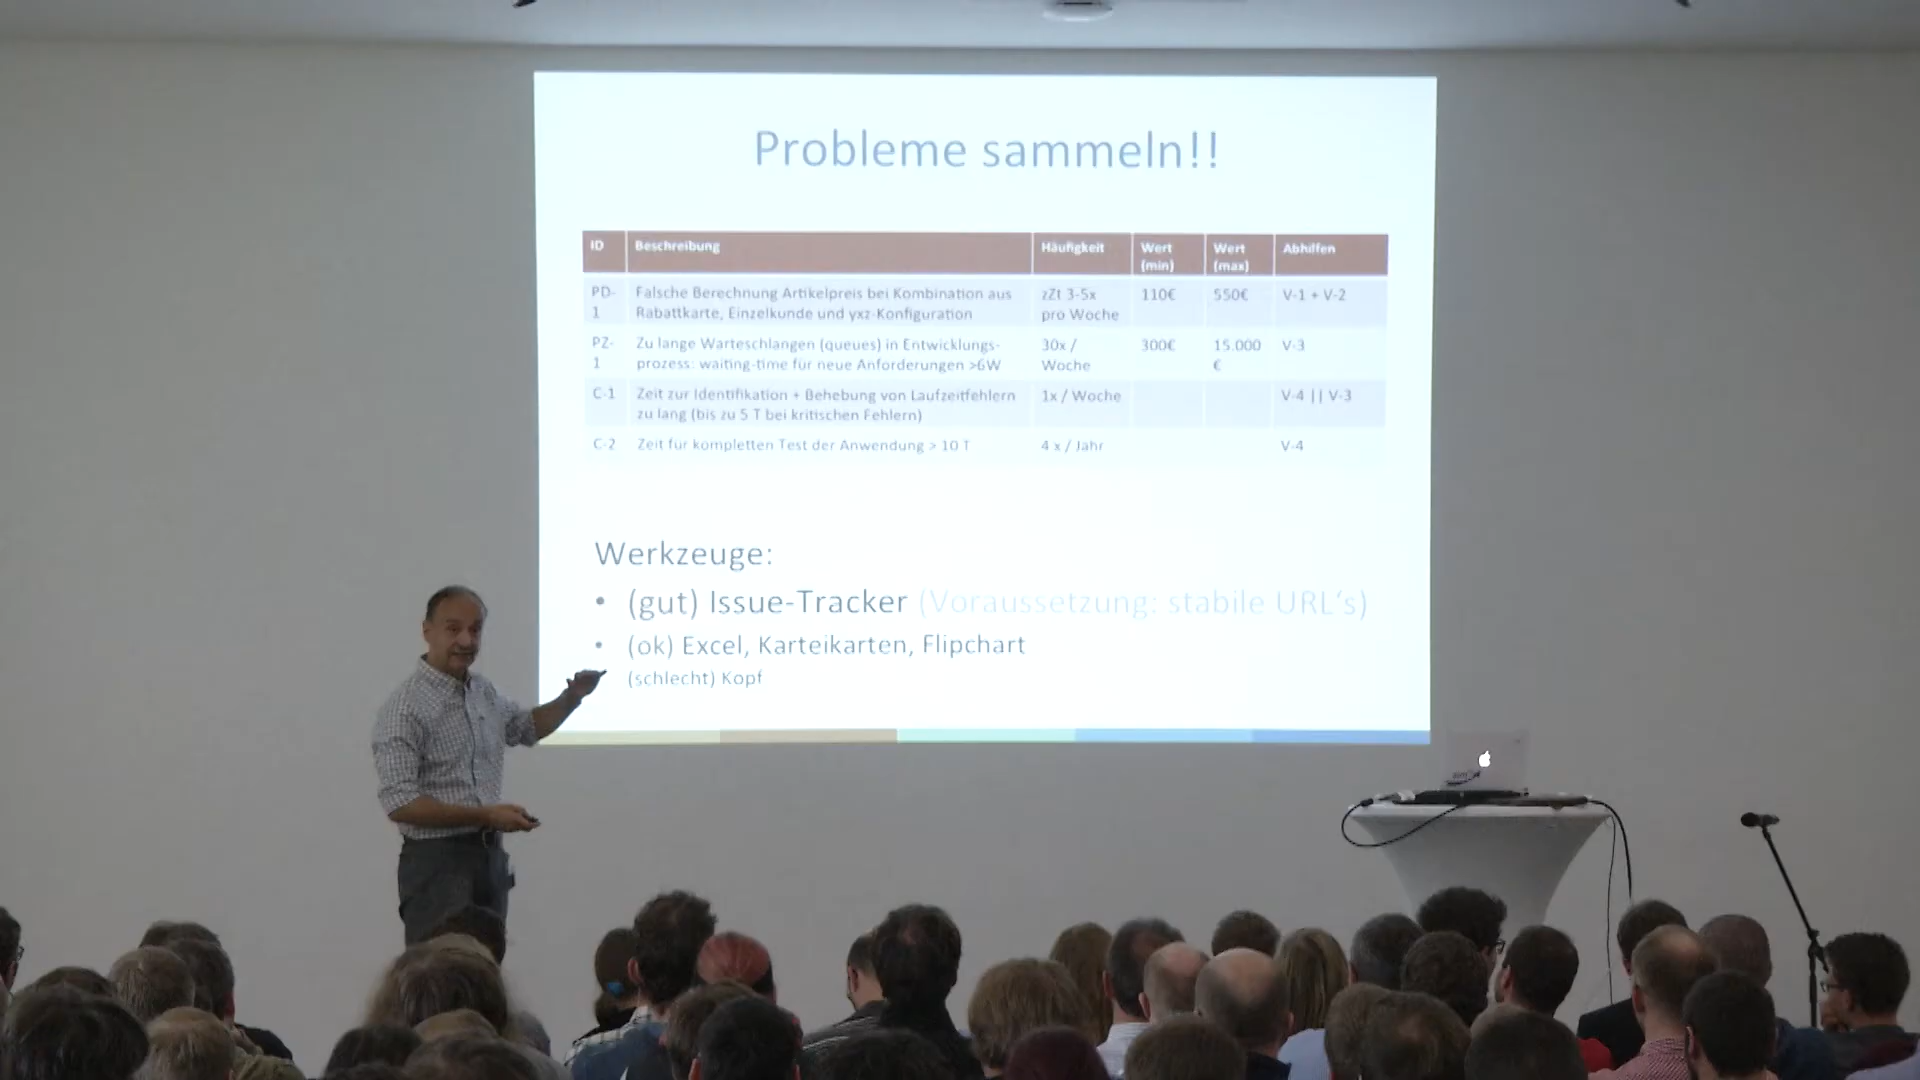 Probleme sammeln!!
ID Beschreibung Häufigkeit Wert (min) Wert (max) Abhilfen
PD-1 Falsche Berechnung Artikelpreis bei Kombination aus zZt 3-5x 110€ 550€ V-1 + V-2
Rabattkarte, Einzelkunde und yxz-Konfiguration pro Woche
PZ-1 Zu lange Warteschlangen (queues) in Entwicklungs- 30x / 300€ 15.000 € V-3
prozess: waiting-time für neue Anforderungen >6W Woche
C-1 Zeit zur Identifikation + Behebung von Laufzeitfehlern 1x / Woche V-4 || V-3
zu lang (bis zu 5 T bei kritischen Fehlern)
C-2 Zeit für kompletten Test der Anwendung > 10 T 4 x / Jahr V-4
Werkzeuge:
• (gut) Issue-Tracker (Voraussetzung: stabile URL's)
• (ok) Excel, Karteikarten, Flipchart
(schlecht) Kopf